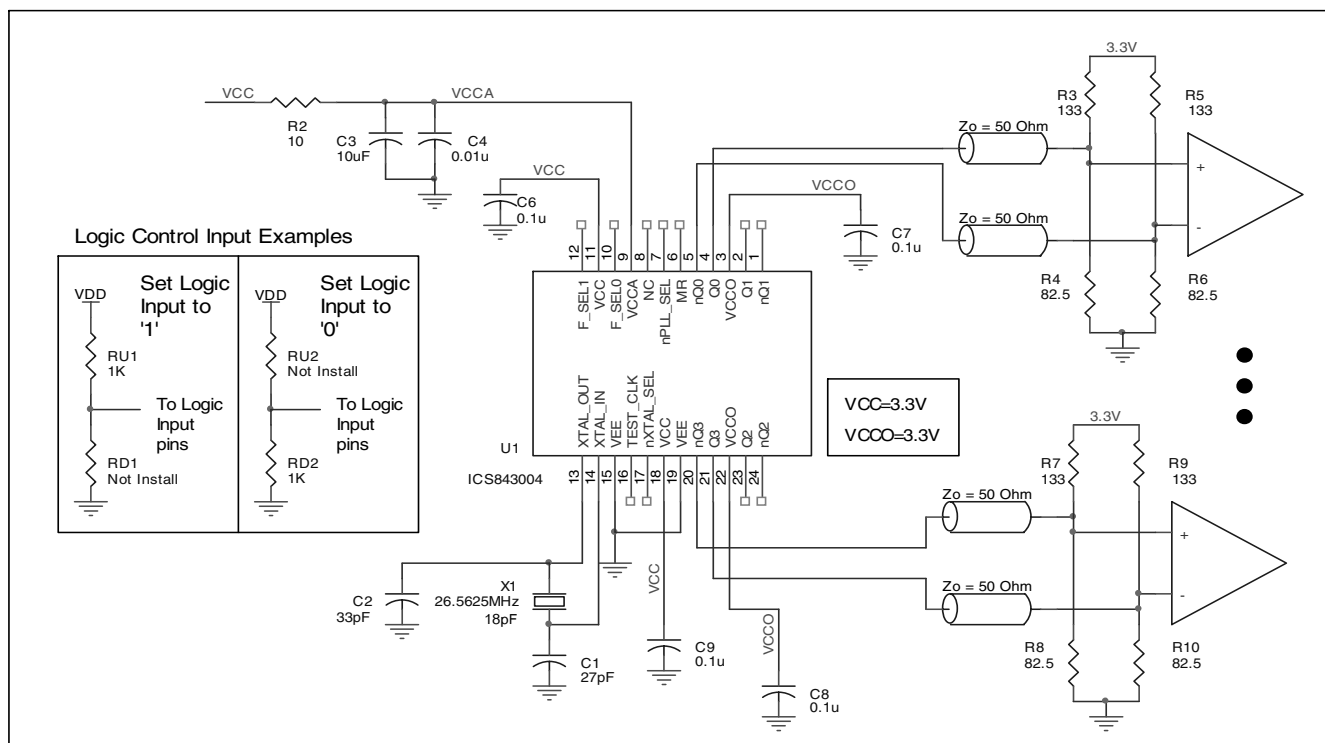 3.3V
R3
133
R5
133
VCC
VCCA
R2
10
C3
10uF
C4
0.01u
Zo = 50 Ohm
+
-
Zo = 50 Ohm
R4
82.5
R6
82.5
VCC
C6
0.1u
VCCO
C7
0.1u
Logic Control Input Examples
Set Logic
Input to
'1'
VDD
RU1
1K
To Logic
Input
pins
RD1
Not Install
Set Logic
Input to
'0'
VDD
RU2
Not Install
To Logic
Input
pins
RD2
1K
12
11
10
9
8
7
6
5
4
3
2
1
F_SEL1
VCC
F_SEL0
VCCA
NC
nPLL_SEL
MR
nQ0
Q0
VCCO
Q1
nQ1
XTAL_OUT
XTAL_IN
VEE
TEST_CLK
nXTAL_SEL
VCC
VEE
nQ3
Q3
VCCO
Q2
nQ2
U1
ICS843004
13
14
15
16
17
18
19
20
21
22
23
24
VCC=3.3V
VCCO=3.3V
3.3V
R7
133
R9
133
Zo = 50 Ohm
+
-
Zo = 50 Ohm
R8
82.5
R10
82.5
C2
33pF
X1
26.5625MHz
18pF
C1
27pF
VCC
C9
0.1u
VCCO
C8
0.1u